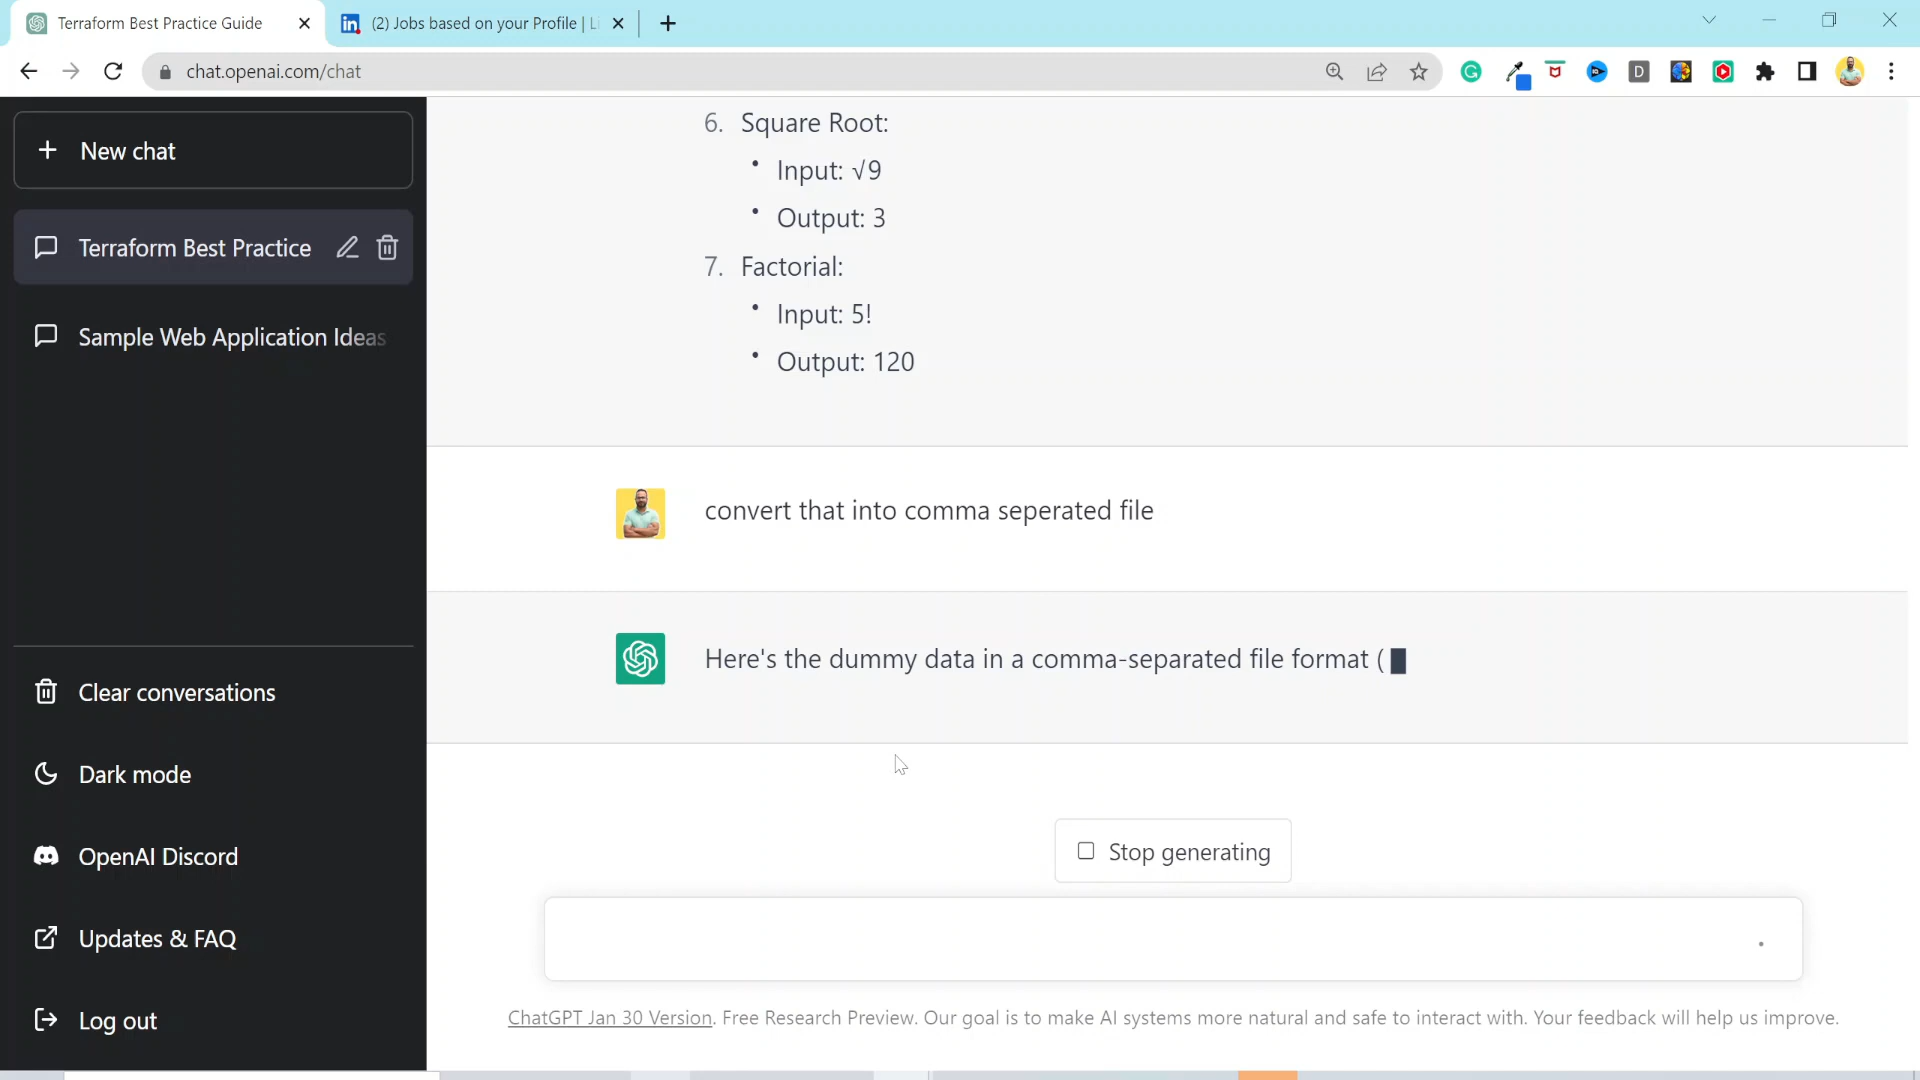 Terraform Best Practice Guide
(2) Jobs based on your Profile | Li
chat.openai.com/chat
New chat
Terraform Best Practice
Sample Web Application Ideas
Clear conversations
Dark mode
OpenAI Discord
Updates & FAQ
Log out
6. Square Root:
• Input: √9
• Output: 3
7. Factorial:
• Input: 5!
• Output: 120
convert that into comma seperated file
Here's the dummy data in a comma-separated file format (
Stop generating
ChatGPT Jan 30 Version. Free Research Preview. Our goal is to make AI systems more natural and safe to interact with. Your feedback will help us improve.